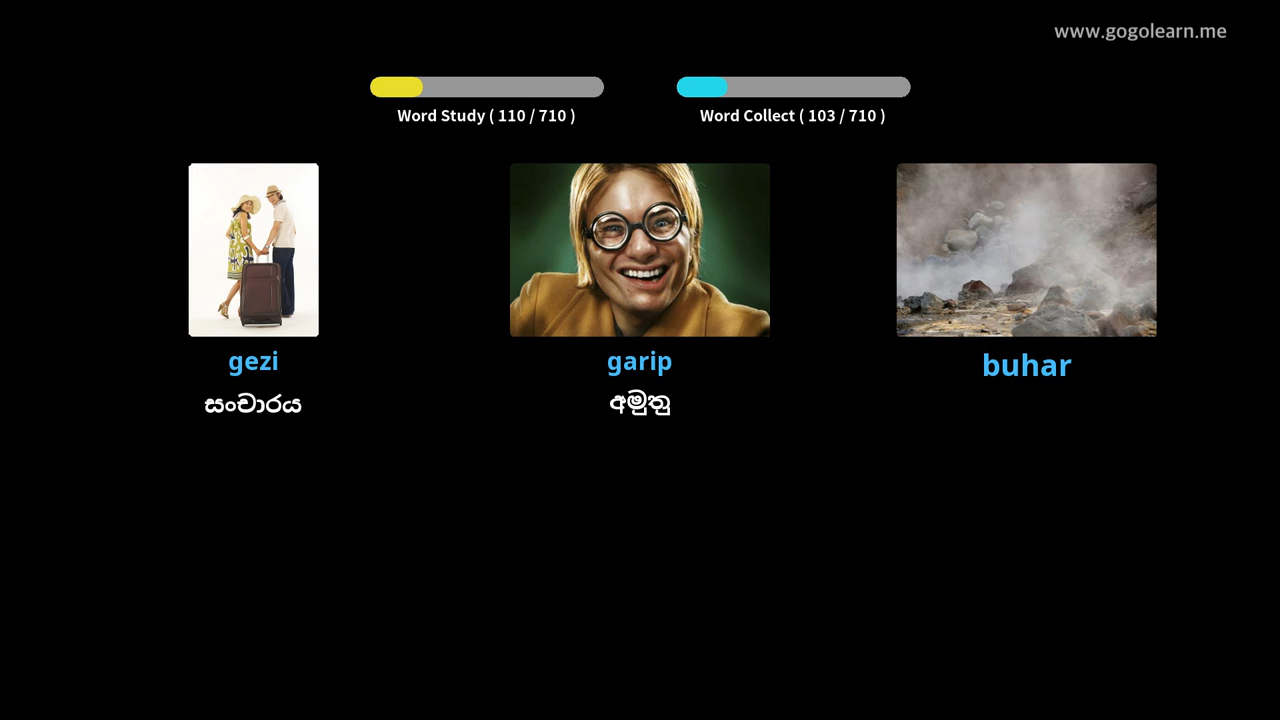 www.gogolearn.me
Word Study ( 110 / 710 )
Word Collect ( 103 / 710 )
gezi
garip
buhar
සංචාරය
අමුතු